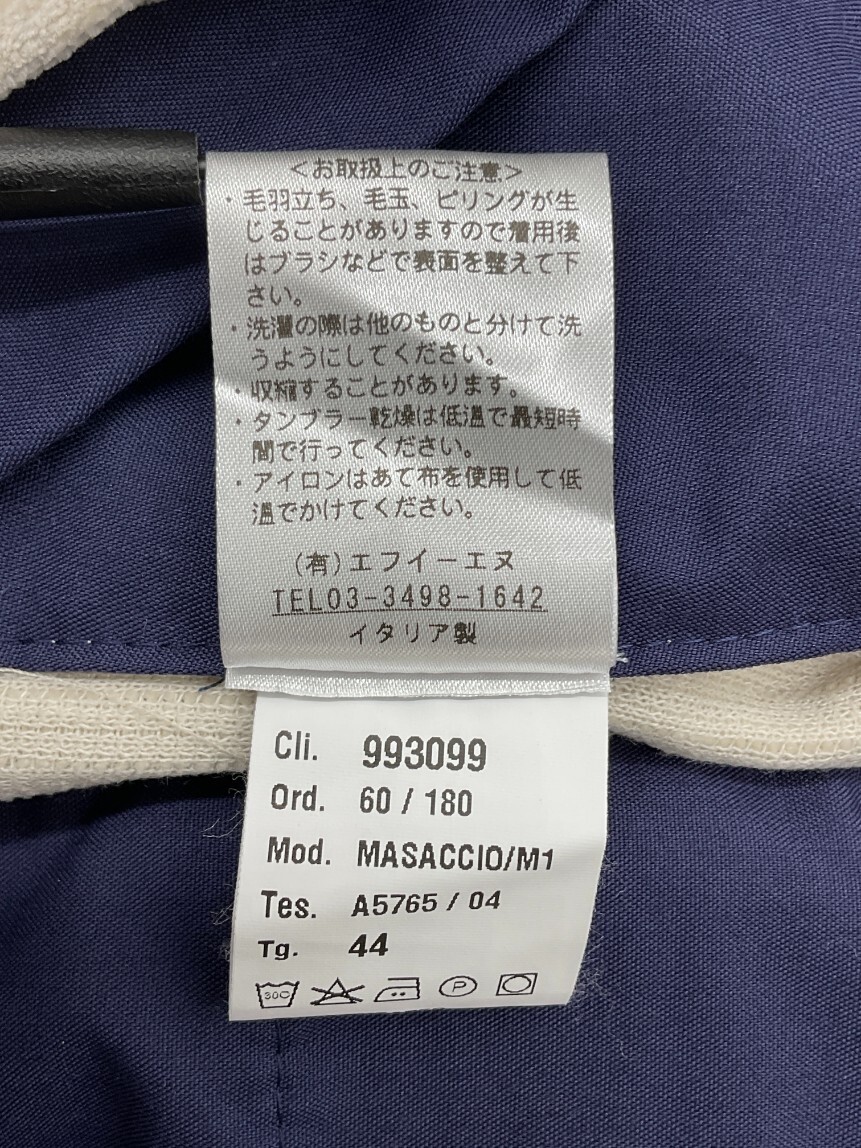 <お取扱上のご注意>
・毛羽立ち、毛玉、ピリングが生
じることがありますので着用後
はブラシなどで表面を整えて下
さい。
・洗濯の際は他のものと分けて洗
うようにしてください。
・収縮することがあります。
・タンブラー乾燥は低温で最短時
間で行ってください。
・アイロンはあて布を使用して低
温でかけてください。
(有)エフイーエヌ
TEL03-3498-1642
イタリア製
Cli. 993099
Ord. 60 / 180
Mod. MASACCIO/M1
Tes. A5765 / 04
Tg. 44
30C P